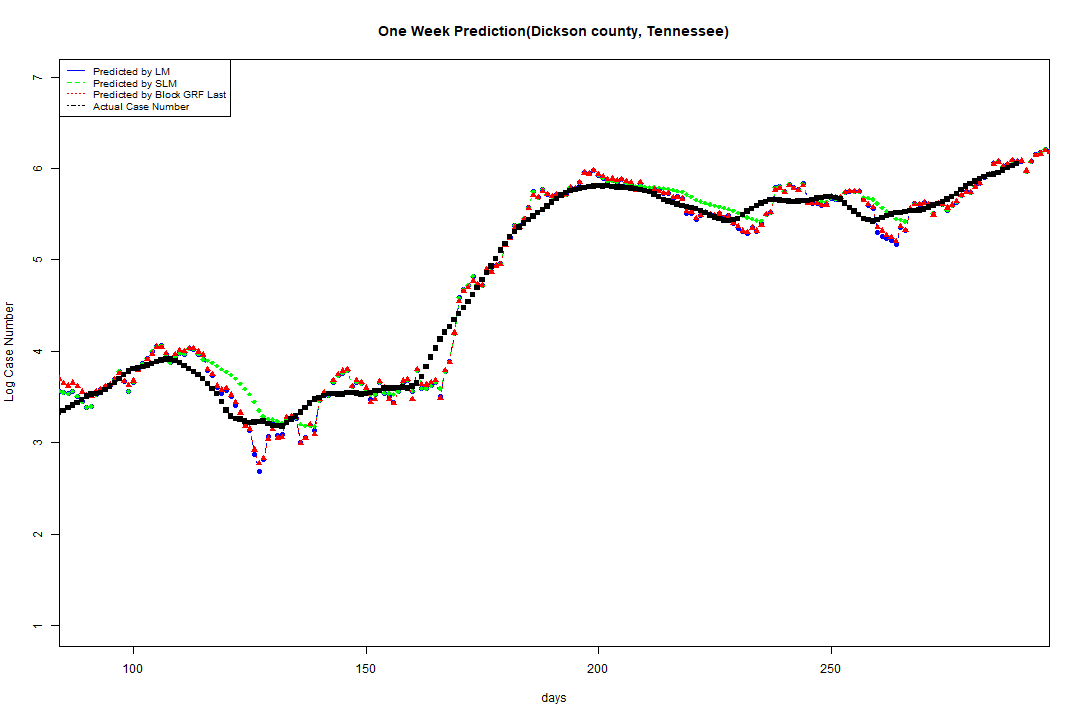 One Week Prediction(Dickson county, Tennessee)
Predicted by LM
Predicted by SLM
Predicted by Block GRF Last
Actual Case Number
7
6
5
4
3
2
1
Log Case Number
100 150 200 250
days